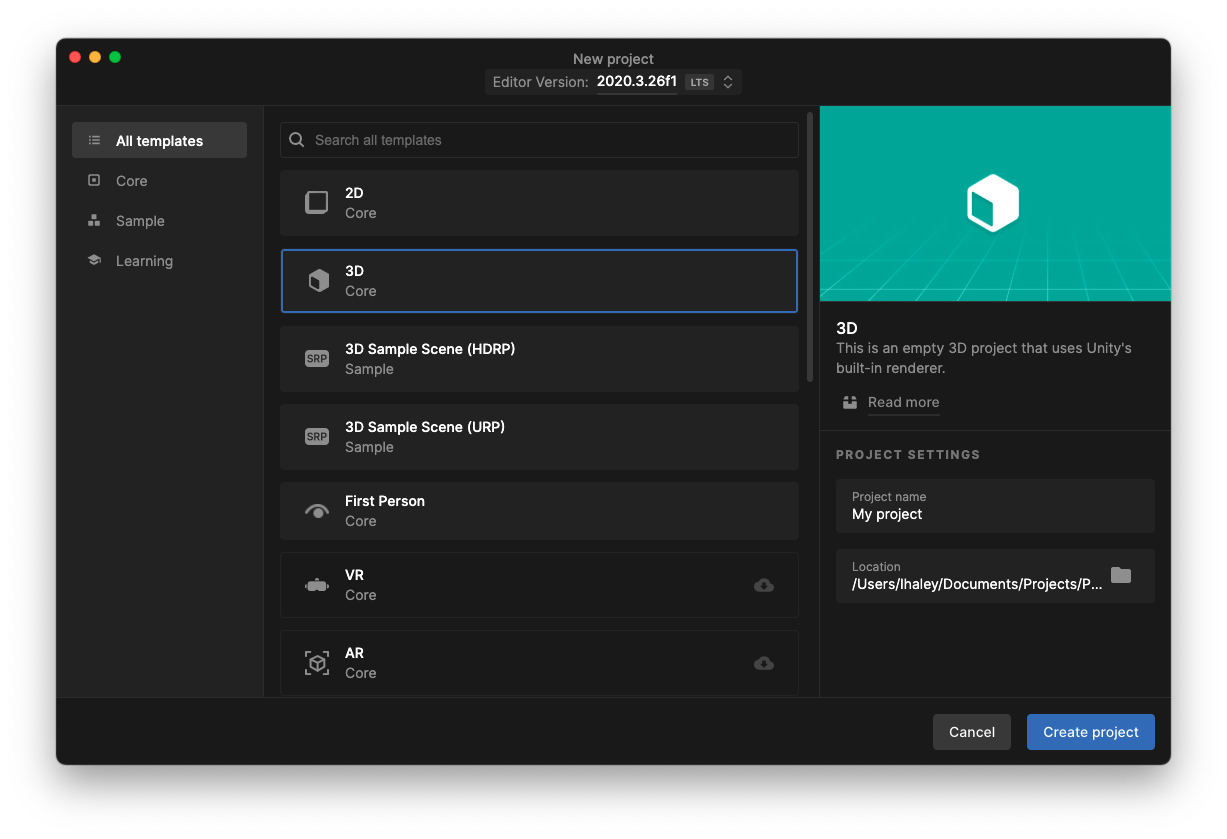 New project
Editor Version: 2020.3.26f1 LTS
All templates
Core
Sample
Learning
Search all templates
2D
Core
3D
Core
SRP
3D Sample Scene (HDRP)
Sample
SRP
3D Sample Scene (URP)
Sample
First Person
Core
VR
Core
AR
Core
3D
This is an empty 3D project that uses Unity's
built-in renderer.
Read more
PROJECT SETTINGS
Project name
My project
Location
/Users/lhaley/Documents/Projects/P...
Cancel
Create project